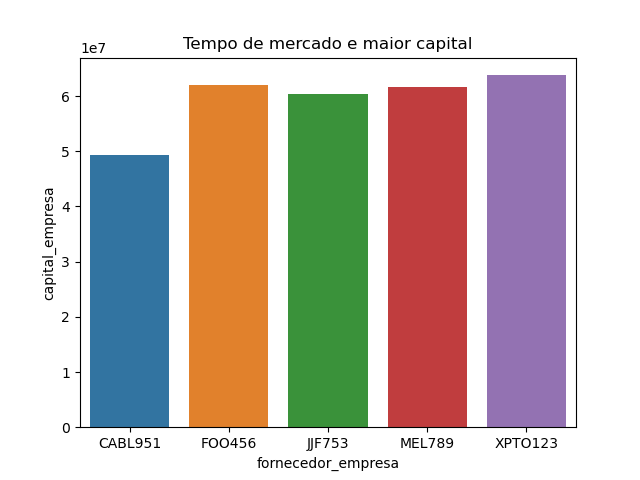 Tempo de mercado e maior capital
1e7
6
5
4
3
2
1
0
capital_empresa
CABL951 FOO456 JJF753 MEL789 XPTO123
fornecedor_empresa